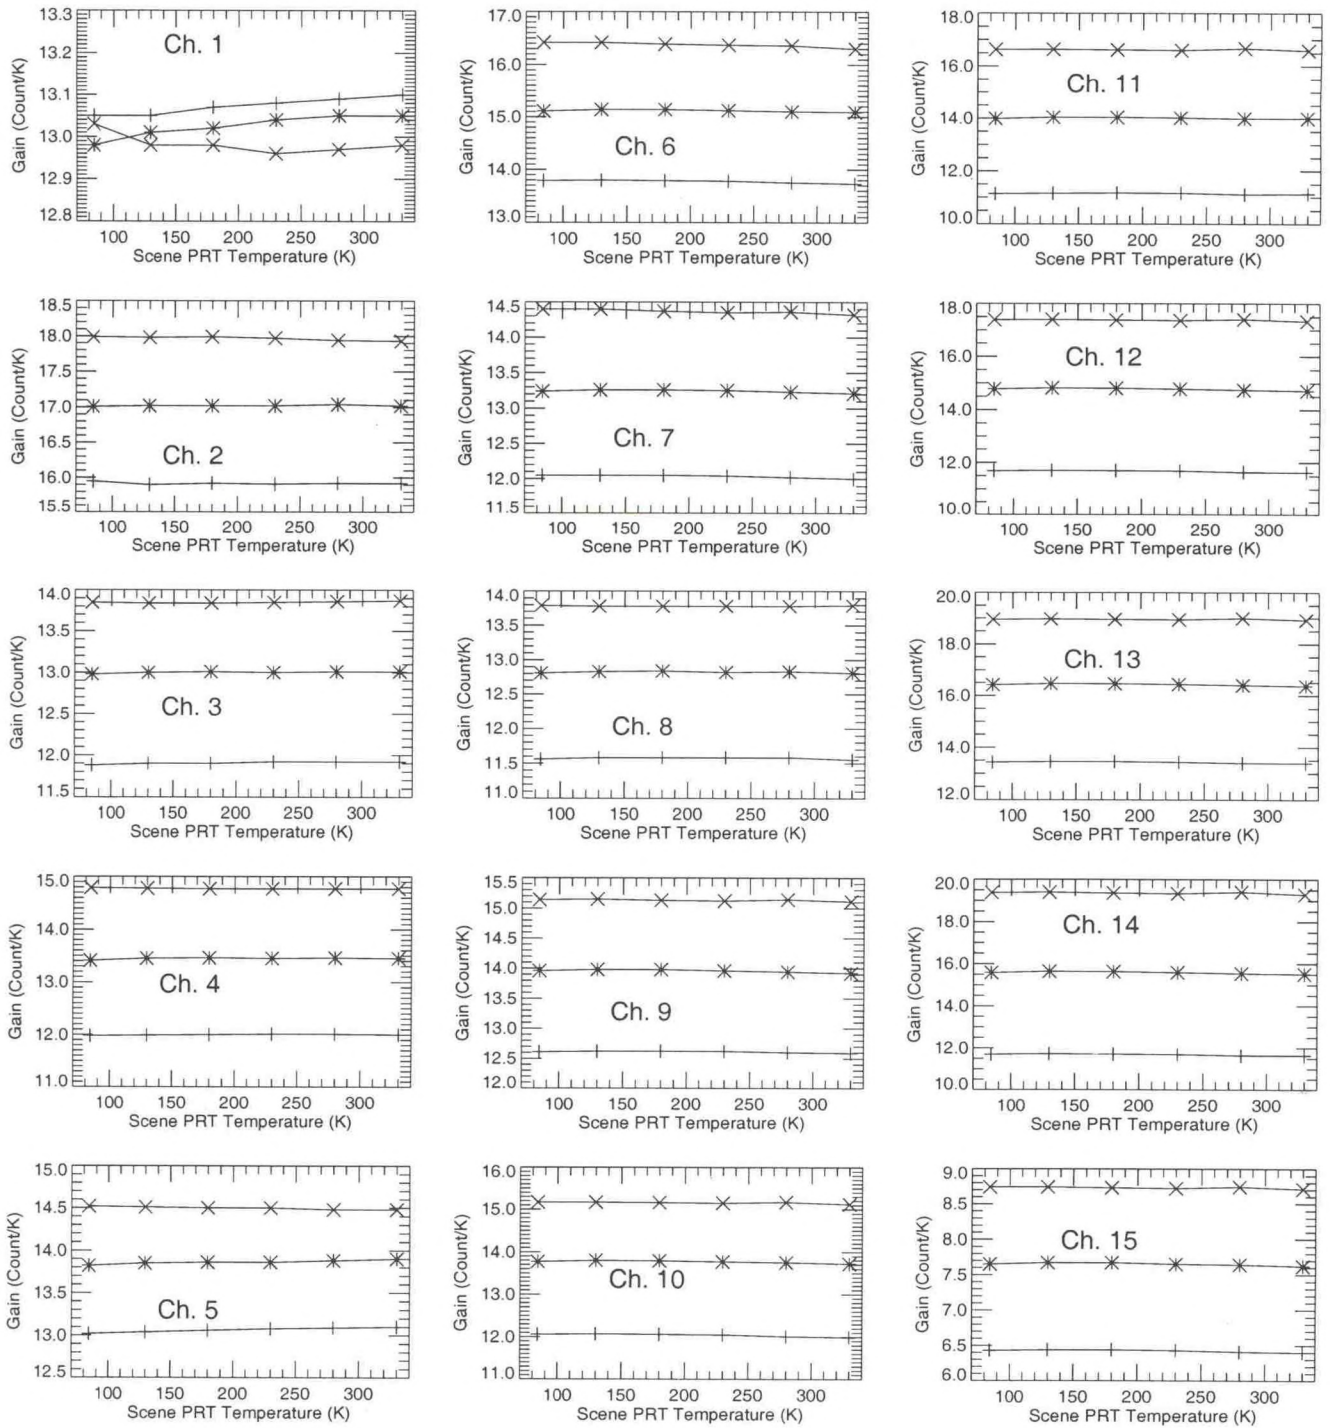 13.3
13.2
13.1
13.0
12.9
12.8
Gain (Count/K)
Ch. 1
100 150 200 250 300
Scene PRT Temperature (K)
17.0
16.0
15.0
14.0
13.0
Gain (Count/K)
Ch. 6
100 150 200 250 300
Scene PRT Temperature (K)
18.0
16.0
14.0
12.0
10.0
Gain (Count/K)
Ch. 11
100 150 200 250 300
Scene PRT Temperature (K)
18.5
18.0
17.5
17.0
16.5
16.0
15.5
Gain (Count/K)
Ch. 2
100 150 200 250 300
Scene PRT Temperature (K)
14.5
14.0
13.5
13.0
12.5
12.0
11.5
Gain (Count/K)
Ch. 7
100 150 200 250 300
Scene PRT Temperature (K)
18.0
16.0
14.0
12.0
10.0
Gain (Count/K)
Ch. 12
100 150 200 250 300
Scene PRT Temperature (K)
14.0
13.5
13.0
12.5
12.0
11.5
Gain (Count/K)
Ch. 3
100 150 200 250 300
Scene PRT Temperature (K)
14.0
13.5
13.0
12.5
12.0
11.5
11.0
Gain (Count/K)
Ch. 8
100 150 200 250 300
Scene PRT Temperature (K)
20.0
18.0
16.0
14.0
12.0
Gain (Count/K)
Ch. 13
100 150 200 250 300
Scene PRT Temperature (K)
15.0
14.0
13.0
12.0
11.0
Gain (Count/K)
Ch. 4
100 150 200 250 300
Scene PRT Temperature (K)
15.5
15.0
14.5
14.0
13.5
13.0
12.5
12.0
Gain (Count/K)
Ch. 9
100 150 200 250 300
Scene PRT Temperature (K)
20.0
18.0
16.0
14.0
12.0
10.0
Gain (Count/K)
Ch. 14
100 150 200 250 300
Scene PRT Temperature (K)
15.0
14.5
14.0
13.5
13.0
12.5
Gain (Count/K)
Ch. 5
100 150 200 250 300
Scene PRT Temperature (K)
16.0
15.0
14.0
13.0
12.0
11.0
Gain (Count/K)
Ch. 10
100 150 200 250 300
Scene PRT Temperature (K)
9.0
8.5
8.0
7.5
7.0
6.5
6.0
Gain (Count/K)
Ch. 15
100 150 200 250 300
Scene PRT Temperature (K)